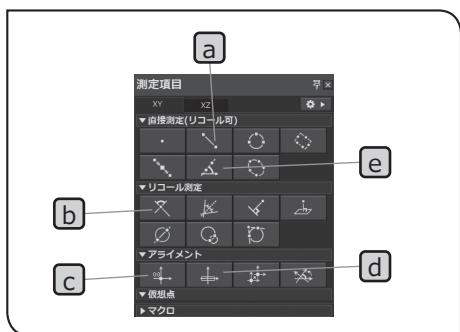 a
測定項目
XY XZ
▼直接測定(リコール可)
e
▼リコール測定
b
▼アライメント
c
d
▼仮想点
▶マクロ